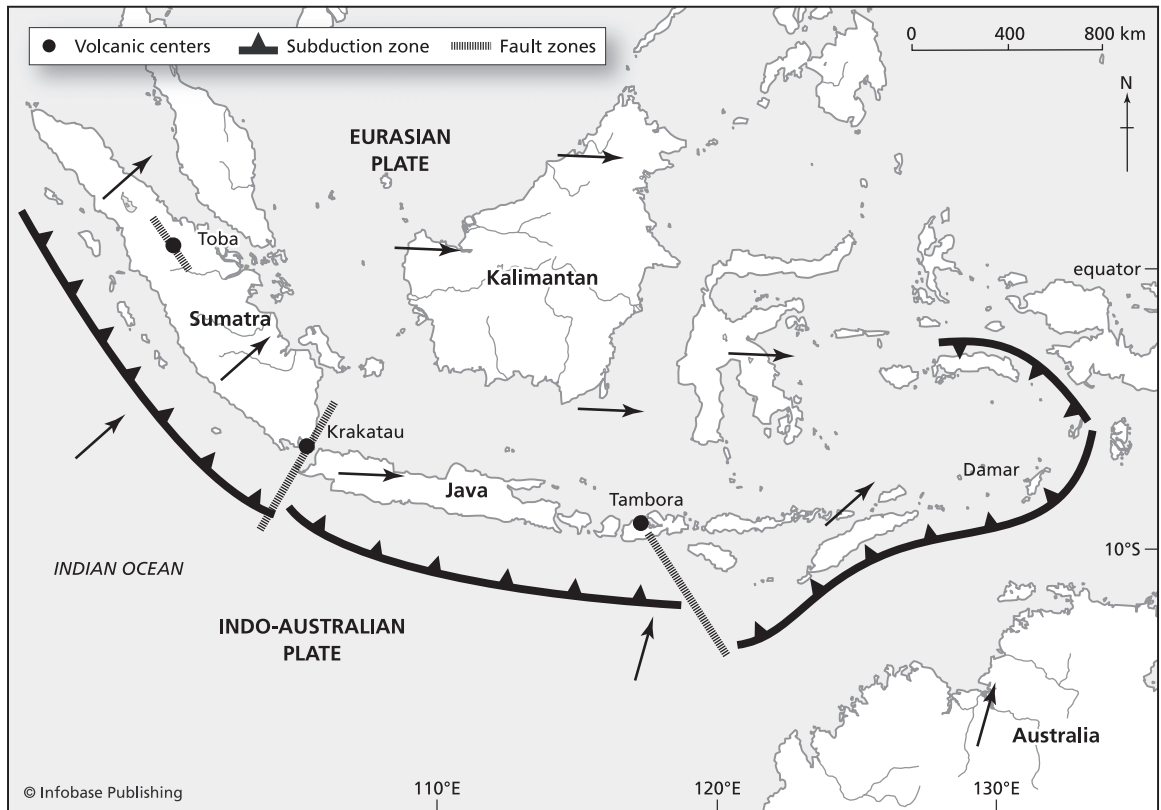 Volcanic centers
Subduction zone
Fault zones
0
400
800 km
N
EURASIAN
PLATE
Toba
equator
Kalimantan
Sumatra
Krakatau
Damar
Java
Tambora
10°S
INDIAN OCEAN
INDO-AUSTRALIAN
PLATE
Australia
© Infobase Publishing
110°E
120°E
130°E